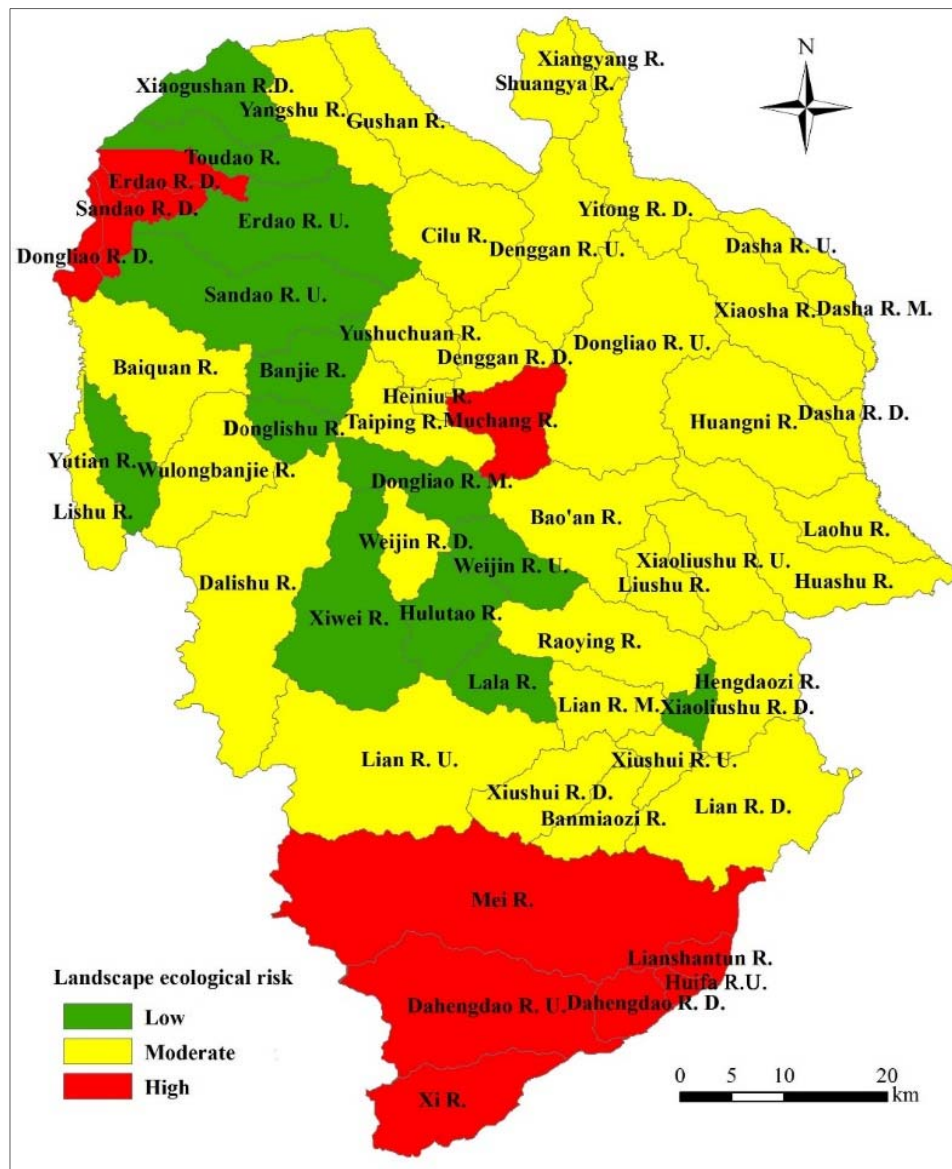 Xiangyang R.
N
Shuangya R.
Xiaogushan R.D.
Yangshu R.
Gushan R.
Toudao R.
Erdao R. D.
Sandao R. D.
Erdao R. U.
Cilu R.
Yitong R. D.
Denggan R. U.
Dasha R. U.
Dongliao R. D.
Sandao R. U.
Xiaosha R.
Dasha R. M.
Yushuchuan R.
Dongliao R. U.
Denggan R. D.
Baiquan R.
Banjie R.
Heiniu R.
Muchang R.
Huangni R.
Dasha R. D.
Donglishu R.
Taiping R.
Yutian R.
Wulongbanjie R.
Dongliao R. M.
Lishu R.
Bao'an R.
Laohu R.
Weijin R. D.
Weijin R. U.
Xiaoliushu R. U.
Dalishu R.
Liushu R.
Huashu R.
Xiwei R.
Hulutao R.
Raoying R.
Lala R.
Hengdaozi R.
Lian R. M.
Xiaoliushu R. D.
Lian R. U.
Xiushui R. U.
Xiushui R. D.
Lian R. D.
Banmiaozi R.
Mei R.
Lianshantun R.
Huifa R.U.
Dahengdao R. U.
Dahengdao R. D.
Xi R.
Landscape ecological risk
Low
Moderate
High
0 5 10 20
km